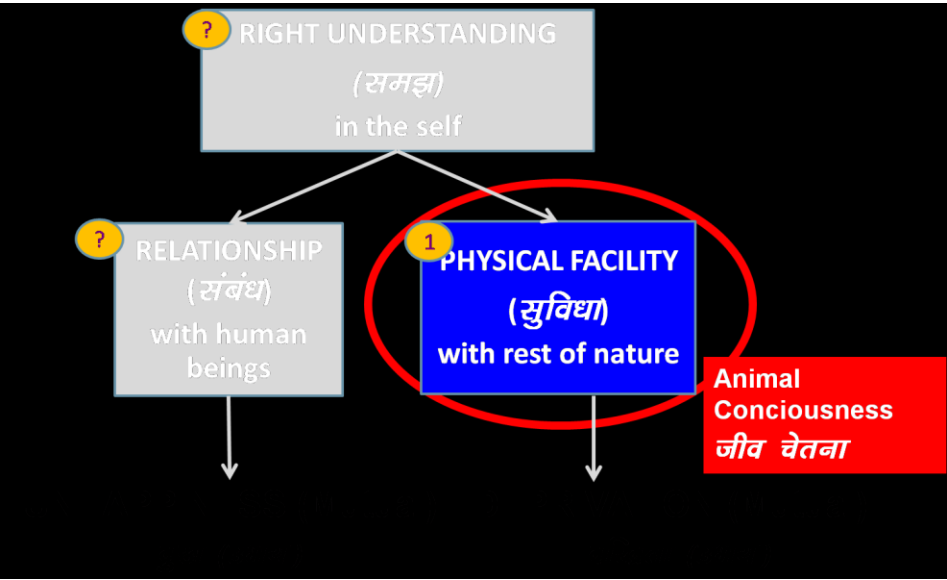 ?
RIGHT UNDERSTANDING
(समझ)
in the self
?
RELATIONSHIP
(संबंध)
with human
beings
1
PHYSICAL FACILITY
(सुविधा)
with rest of nature
Animal
Conciousness
जीव चेतना